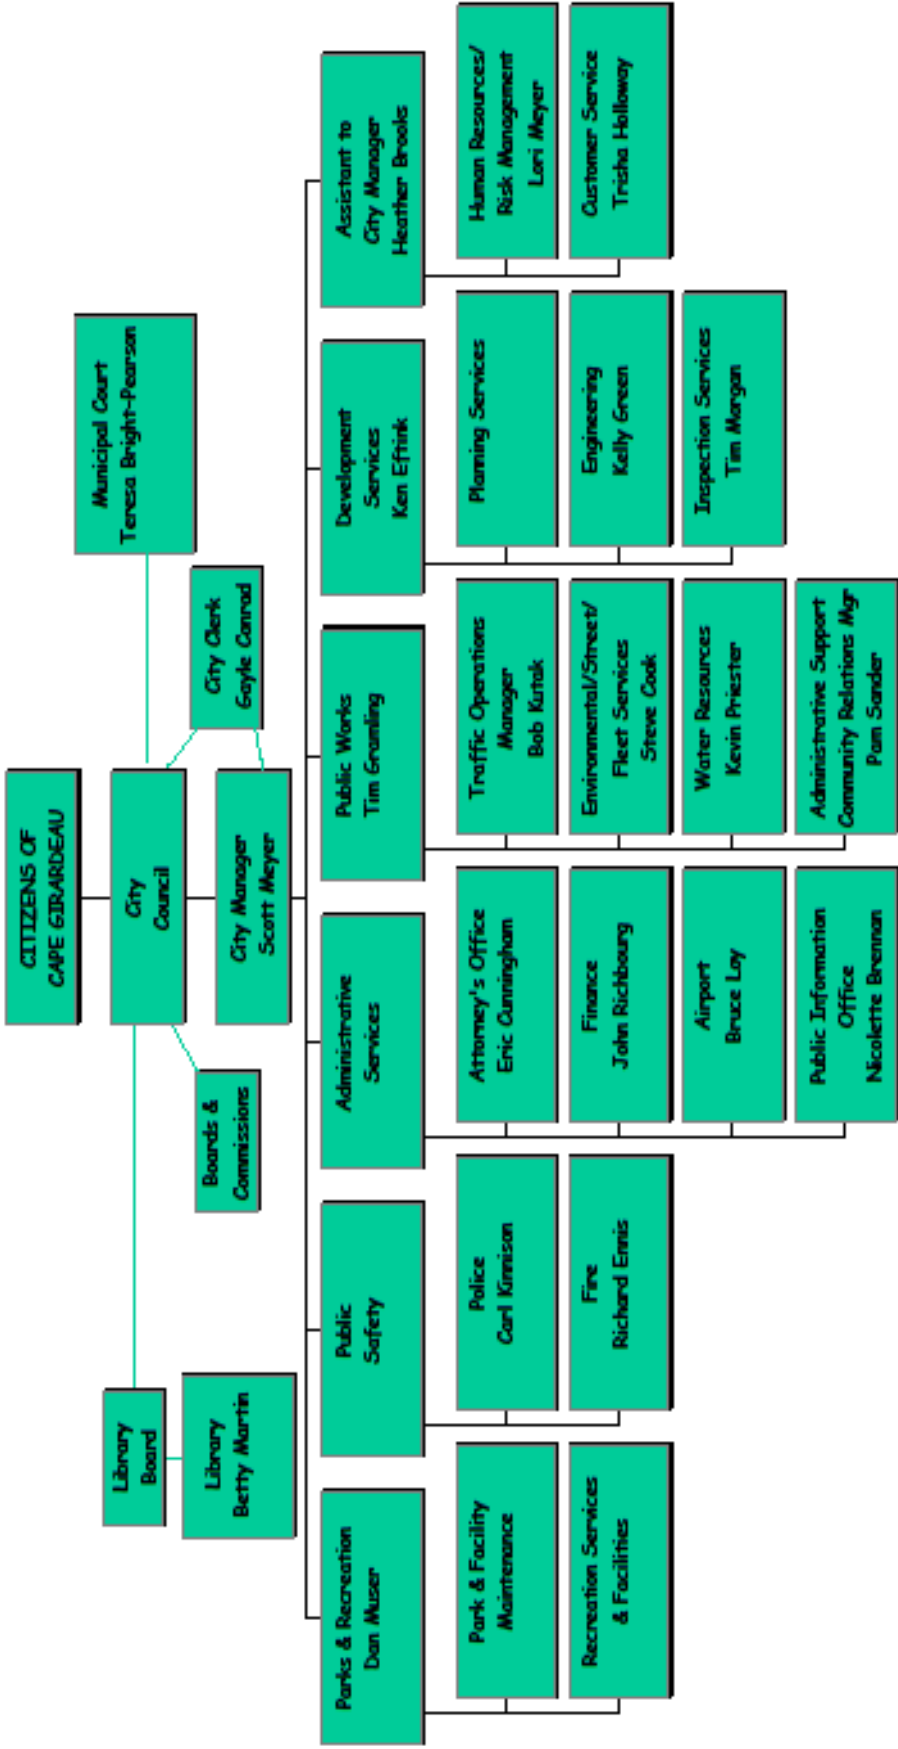 CITIZENS OF
CAPE GIRARDEAU
Library
Board
City
Council
Municipal Court
Teresa Bright-Pearson
Library
Betty Martin
Boards &
Commissions
City Manager
Scott Meyer
City Clerk
Gayle Conrad
Parks & Recreation
Dan Muser
Public
Safety
Administrative
Services
Public Works
Tim Gramling
Development
Services
Ken Eftink
Assistant to
City Manager
Heather Brooks
Park & Facility
Maintenance
Recreation Services
& Facilities
Police
Carl Kinnison
Fire
Richard Ennis
Attorney's Office
Eric Cunningham
Finance
John Richbourg
Airport
Bruce Loy
Public Information
Office
Nicolette Brennan
Traffic Operations
Manager
Bob Kutak
Environmental/Street/
Fleet Services
Steve Cook
Water Resources
Kevin Priester
Administrative Support
Community Relations Mgr
Pam Sander
Planning Services
Engineering
Kelly Green
Inspection Services
Tim Morgan
Human Resources/
Risk Management
Lori Meyer
Customer Service
Trisha Holloway